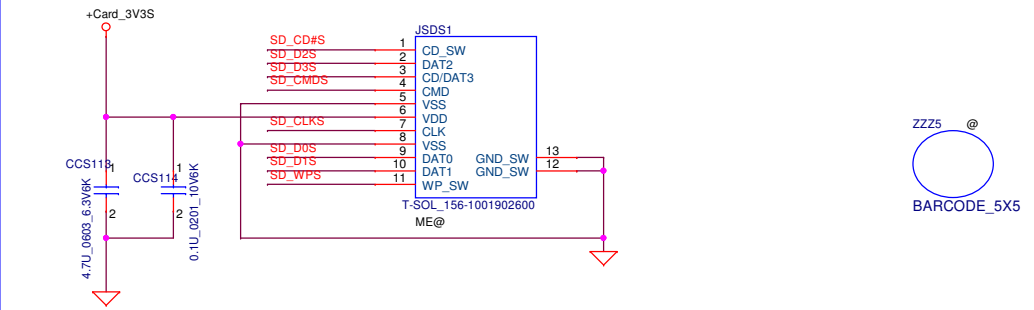 +Card_3V3S
JSDS1
SD_CD#S 1 CD_SW
SD_D2S 2 DAT2
SD_D3S 3 CD/DAT3
SD_CMDS 4 CMD
5 VSS
6 VDD
SD_CLKS 7 CLK
8 VSS
SD_D0S 9 DAT0 GND_SW 13
SD_D1S 10 DAT1 GND_SW 12
SD_WPS 11 WP_SW
T-SOL_156-1001902600
ME@
CCS113 1
2
4.7U_0603_6.3V6K
CCS114 1
2
0.1U_0201_10V6K
ZZZ5 @
BARCODE_5X5